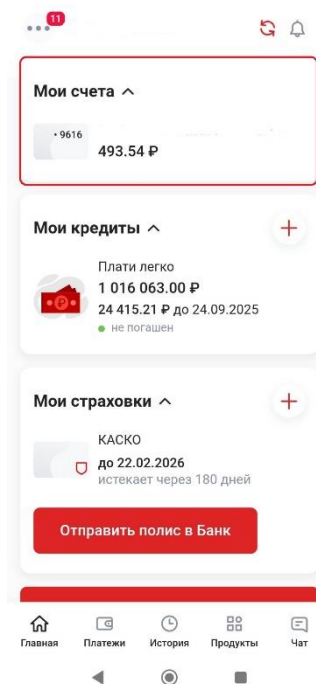 11
Мои счета
• 9616
493.54 ₽
Мои кредиты
Плати легко
1 016 063.00 ₽
24 415.21 ₽ до 24.09.2025
не погашен
Мои страховки
КАСКО
до 22.02.2026
истекает через 180 дней
Отправить полис в Банк
Главная Платежи История Продукты Чат